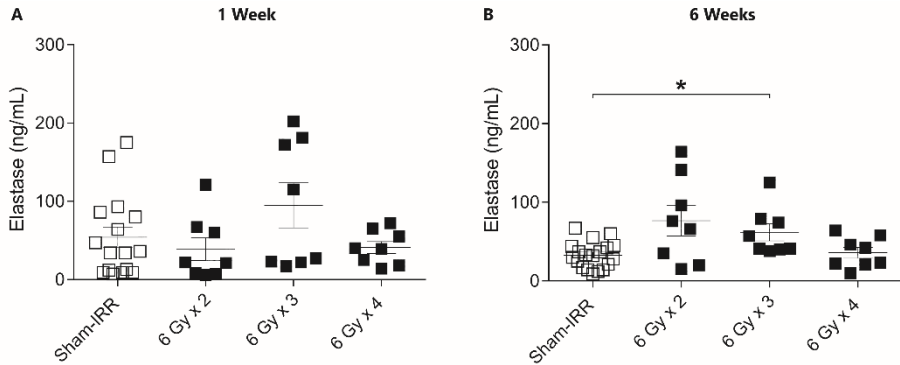 A
1 Week
Elastase (ng/mL)
300
200
100
0
Sham-IRR
6 Gy x 2
6 Gy x 3
6 Gy x 4
B
6 Weeks
Elastase (ng/mL)
300
200
100
0
*
Sham-IRR
6 Gy x 2
6 Gy x 3
6 Gy x 4